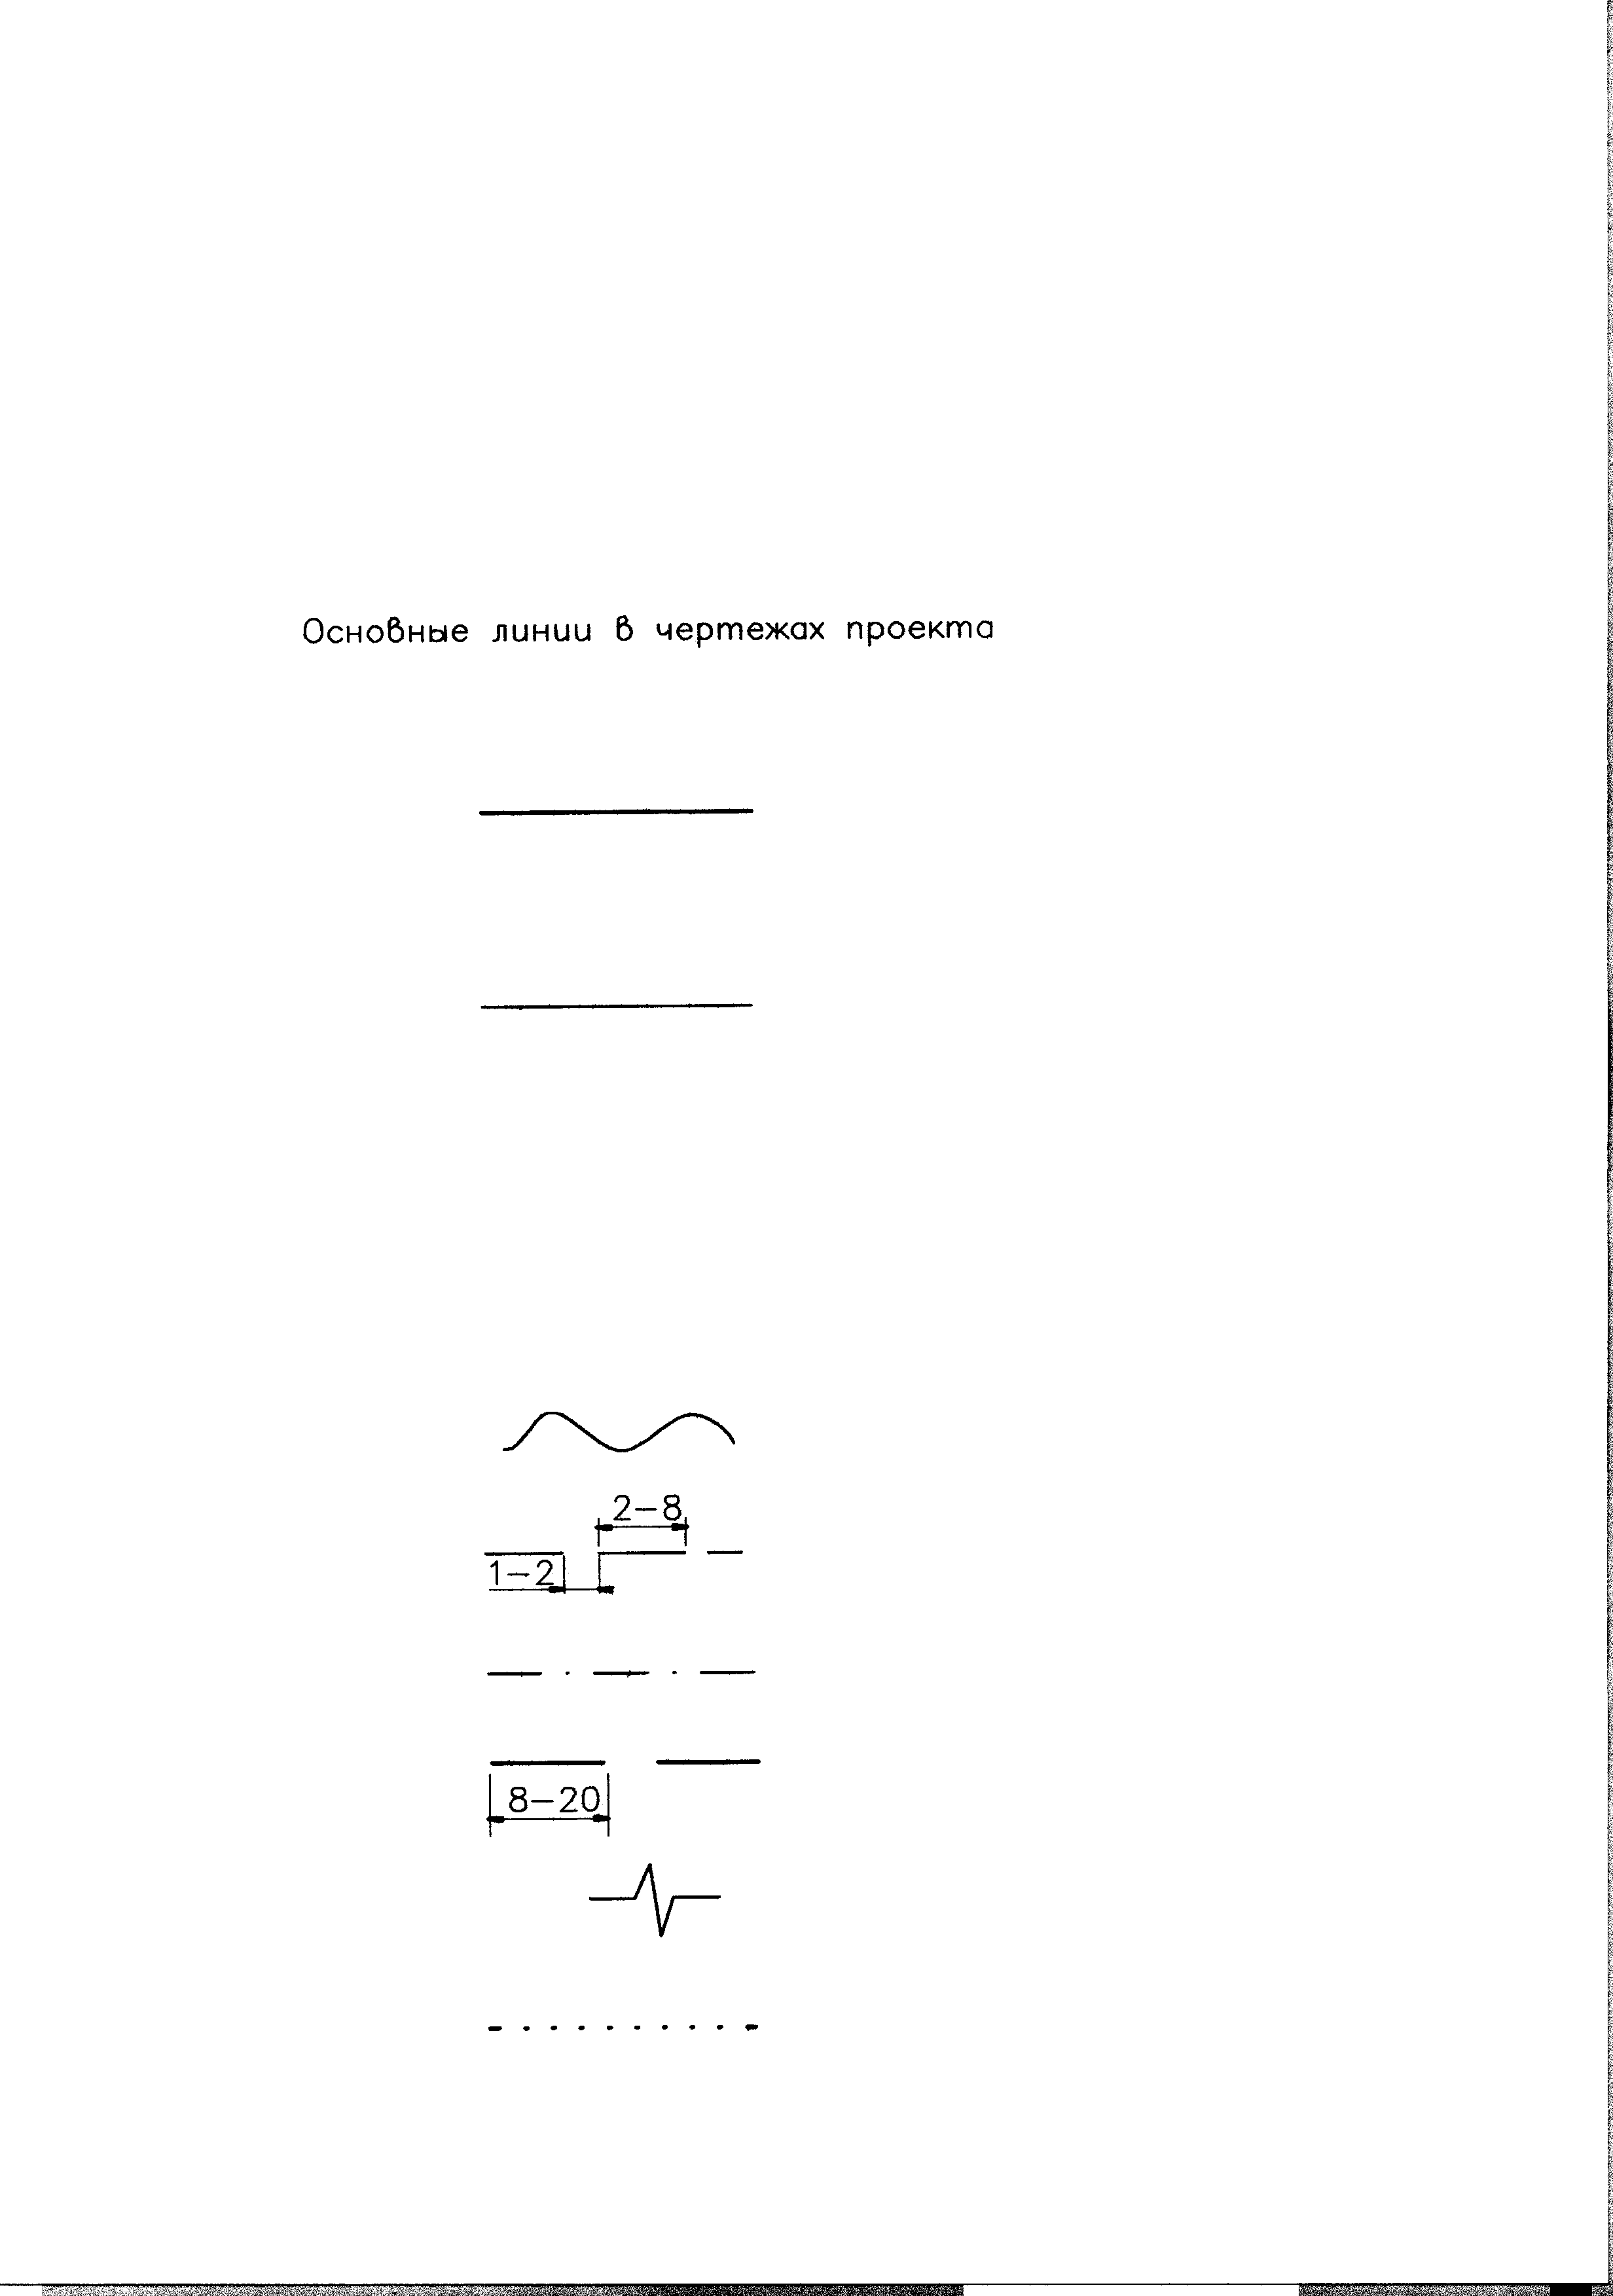 Основные линии в чертежах проекта
2-8
1-2
8-20